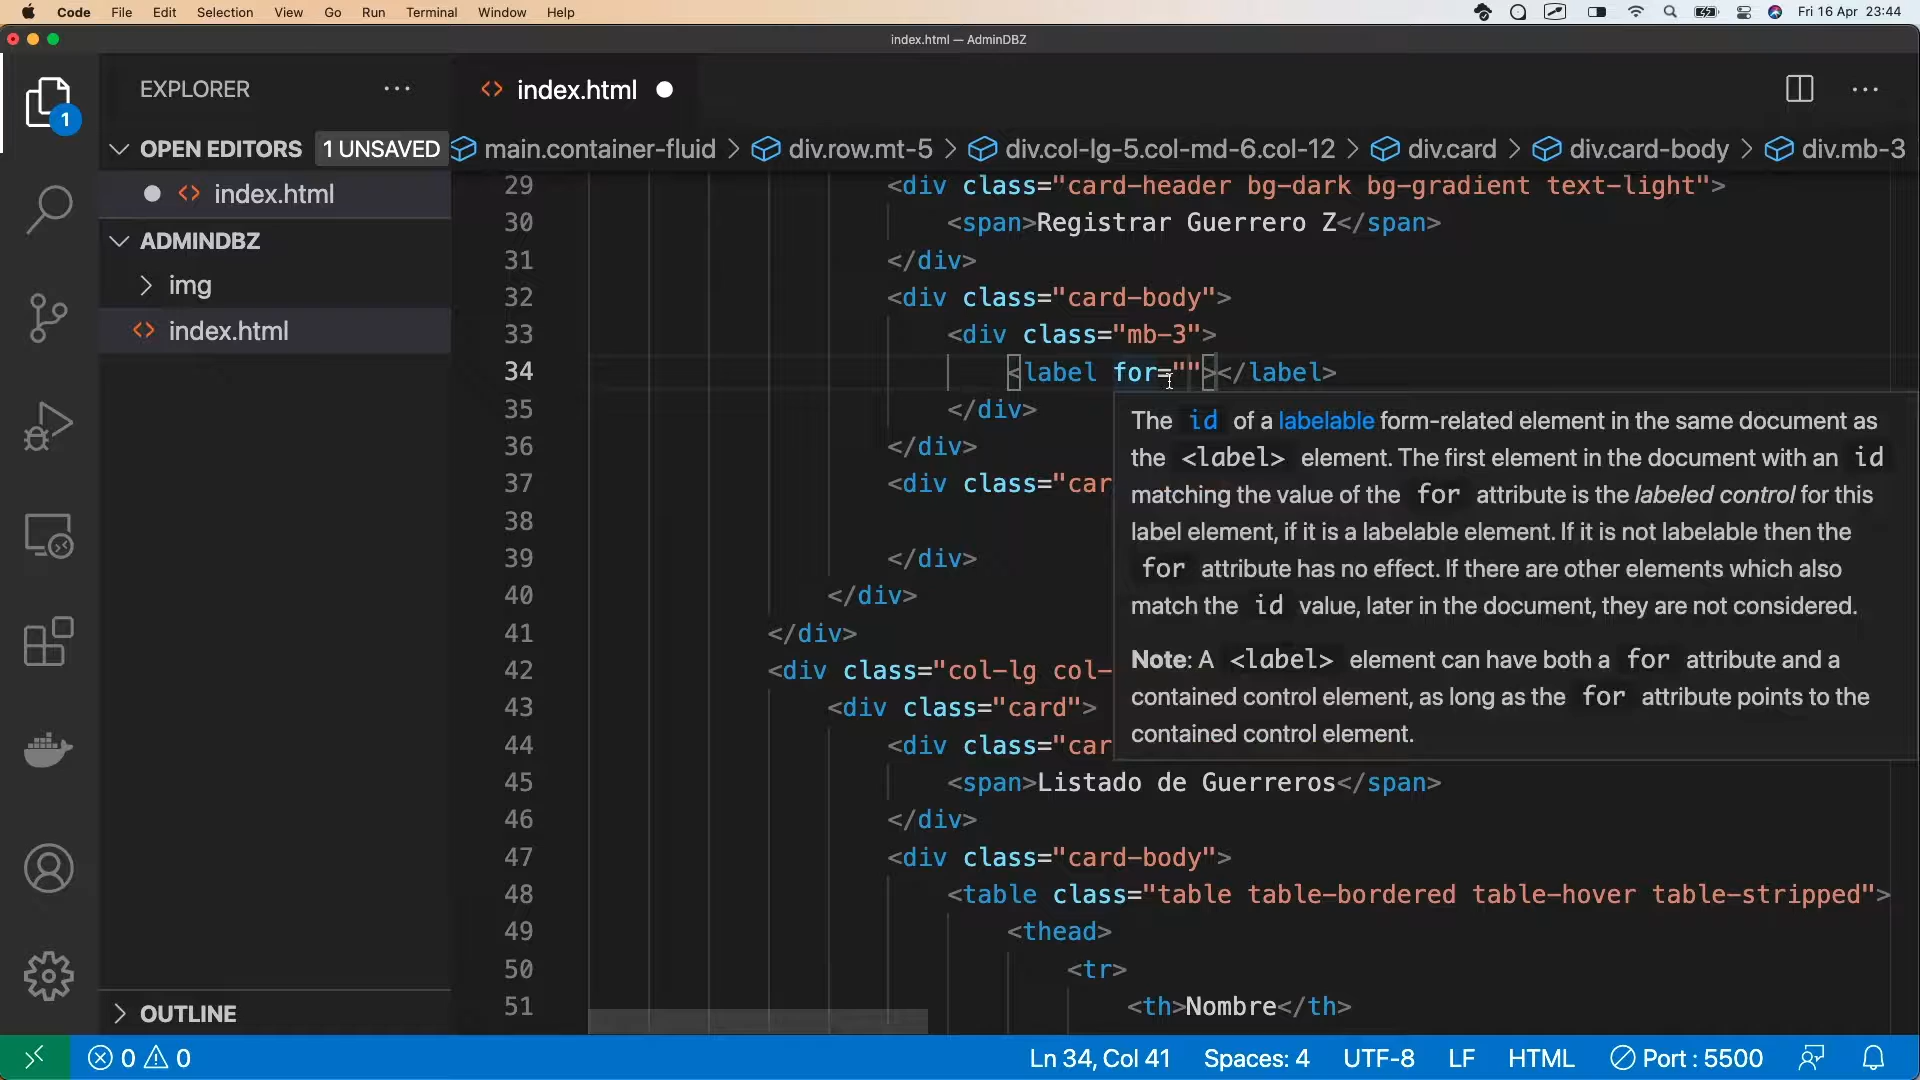 Code File Edit Selection View Go Run Terminal Window Help Fri 16 Apr 23:44
index.html — AdminDBZ
EXPLORER
index.html
1
OPEN EDITORS 1 UNSAVED
index.html
ADMINDBZ
img
index.html
OUTLINE
main.container-fluid > div.row.mt-5 > div.col-lg-5.col-md-6.col-12 > div.card > div.card-body > div.mb-3
29 <div class="card-header bg-dark bg-gradient text-light">
30 <span>Registrar Guerrero Z</span>
31 </div>
32 <div class="card-body">
33 <div class="mb-3">
34 <label for=""></label>
35 </div>
36 </div>
37 <div class="car
38
39 </div>
40 </div>
41 </div>
42 <div class="col-lg col-
43 <div class="card">
44 <div class="car
45 <span>Listado de Guerreros</span>
46 </div>
47 <div class="card-body">
48 <table class="table table-bordered table-hover table-stripped">
49 <thead>
50 <tr>
51 <th>Nombre</th>
The id of a labelable form-related element in the same document as
the <label> element. The first element in the document with an id
matching the value of the for attribute is the labeled control for this
label element, if it is a labelable element. If it is not labelable then the
for attribute has no effect. If there are other elements which also
match the id value, later in the document, they are not considered.
Note: A <label> element can have both a for attribute and a
contained control element, as long as the for attribute points to the
contained control element.
0 0 Ln 34, Col 41 Spaces: 4 UTF-8 LF HTML Port : 5500